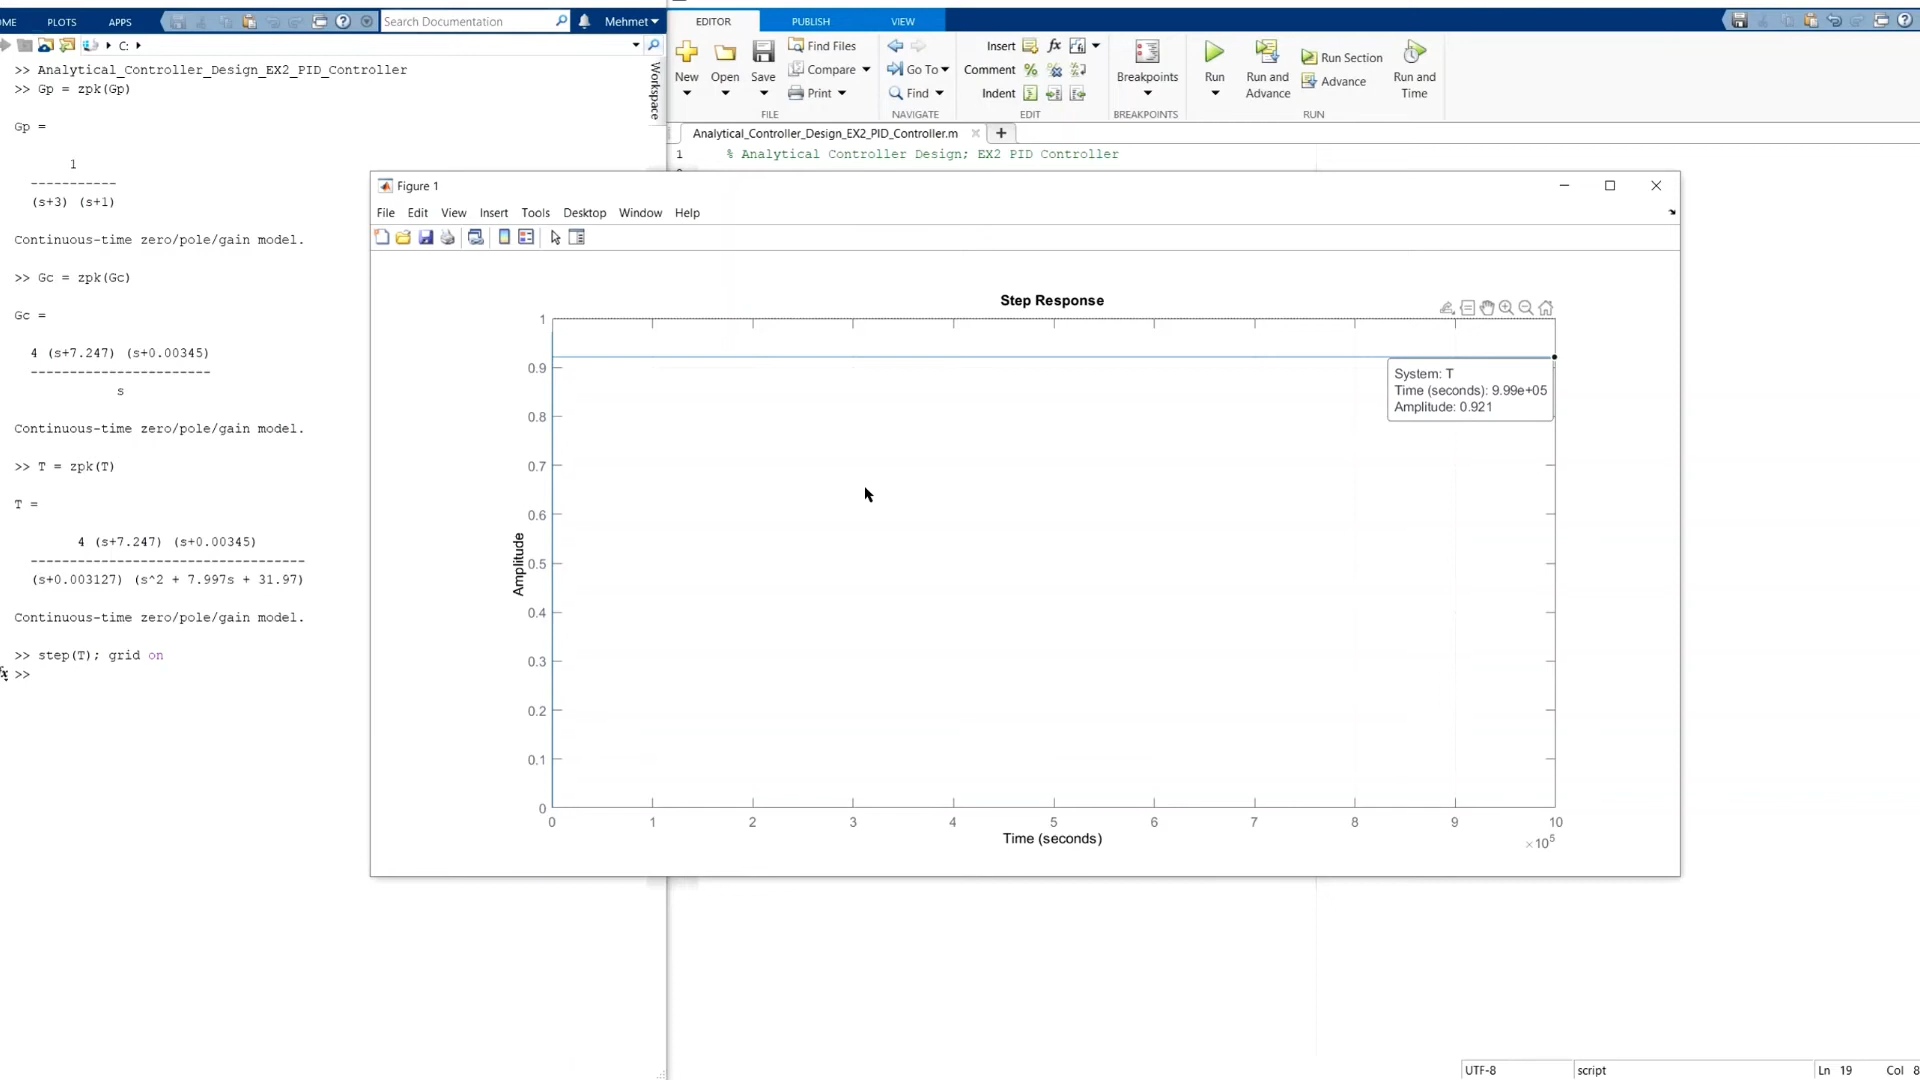 OME PLOTS APPS Search Documentation Mehmet
C:
>> Analytical_Controller_Design_EX2_PID_Controller
>> Gp = zpk(Gp)
Gp =
1
-----------
(s+3) (s+1)
Continuous-time zero/pole/gain model.
>> Gc = zpk(Gc)
Gc =
4 (s+7.247) (s+0.00345)
-----------------------
s
Continuous-time zero/pole/gain model.
>> T = zpk(T)
T =
4 (s+7.247) (s+0.00345)
-----------------------------------
(s+0.003127) (s^2 + 7.997s + 31.97)
Continuous-time zero/pole/gain model.
>> step(T); grid on
fx >>
Workspace
EDITOR PUBLISH VIEW
New Open Save Find Files Compare Print
FILE
Go To Find
NAVIGATE
Insert fx
Comment
Indent
EDIT
Breakpoints
BREAKPOINTS
Run Run and Advance Run Section Advance Run and Time
RUN
Analytical_Controller_Design_EX2_PID_Controller.m
1 % Analytical Controller Design; EX2 PID Controller
Figure 1
File Edit View Insert Tools Desktop Window Help
Step Response
System: T
Time (seconds): 9.99e+05
Amplitude: 0.921
Amplitude
1
0.9
0.8
0.7
0.6
0.5
0.4
0.3
0.2
0.1
0
0 1 2 3 4 5 6 7 8 9 10
Time (seconds)
×10^5
UTF-8 script Ln 19 Col 8